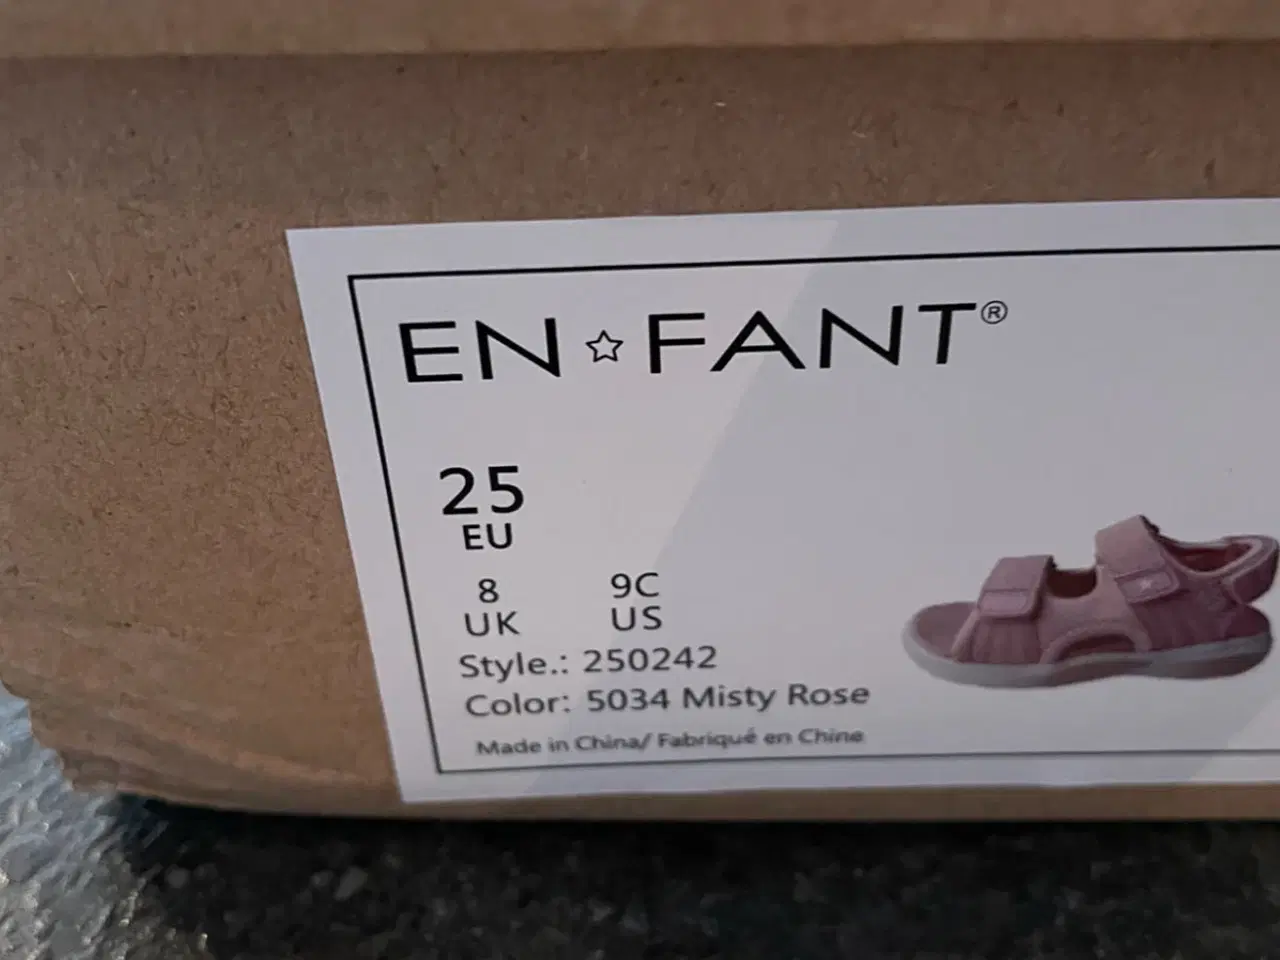 EN☆FANT®
25
EU
8 9C
UK US
Style.: 250242
Color: 5034 Misty Rose
Made in China/ Fabriqué en Chine